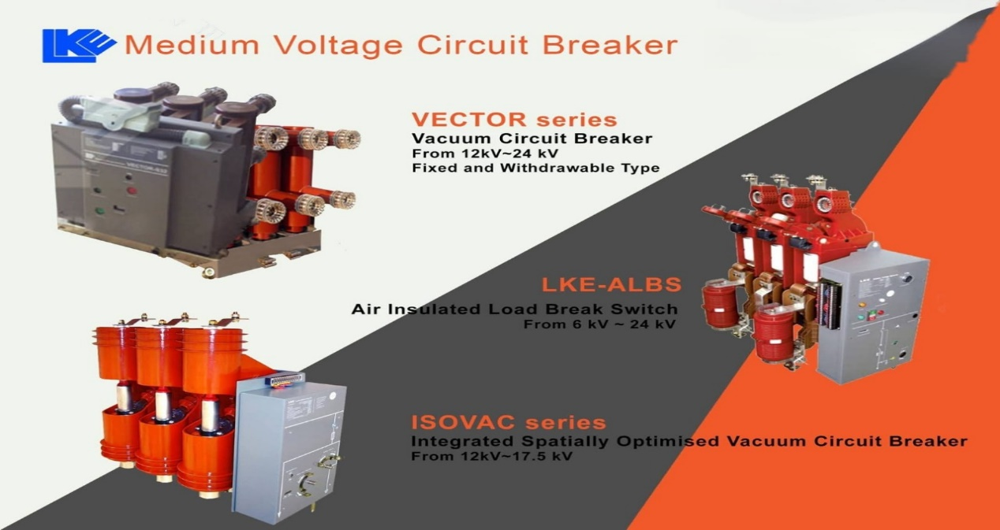 LKE Medium Voltage Circuit Breaker
VECTOR series
Vacuum Circuit Breaker
From 12kV~24 kV
Fixed and Withdrawable Type
LKE-ALBS
Air Insulated Load Break Switch
From 6 kV ~ 24 kV
ISOVAC series
Integrated Spatially Optimised Vacuum Circuit Breaker
From 12kV~17.5 kV